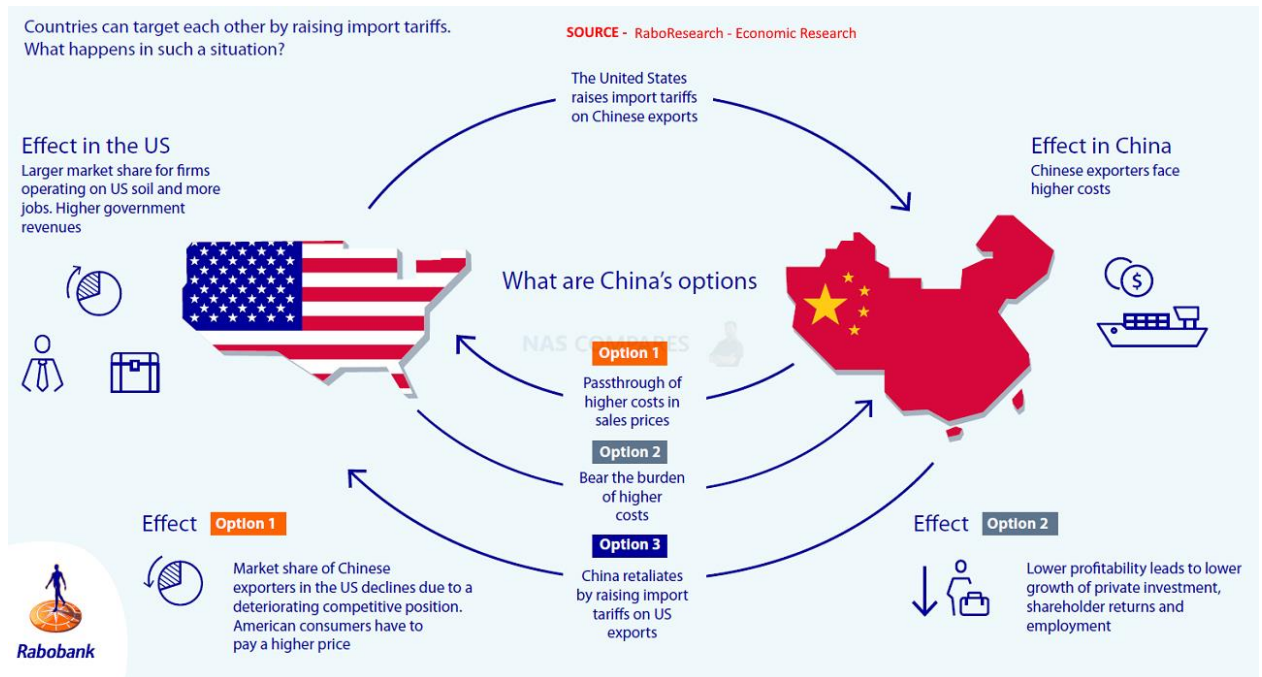 Countries can target each other by raising import tariffs.
What happens in such a situation?
SOURCE - RaboResearch - Economic Research
The United States
raises import tariffs
on Chinese exports
Effect in the US
Larger market share for firms
operating on US soil and more
jobs. Higher government
revenues
Effect in China
Chinese exporters face
higher costs
$
What are China's options
NAS COMPARES
Option 1
Passthrough of
higher costs in
sales prices
Option 2
Bear the burden
of higher
costs
Option 3
China retaliates
by raising import
tariffs on US
exports
Effect Option 1
Market share of Chinese
exporters in the US declines due to a
deteriorating competitive position.
American consumers have to
pay a higher price
Effect Option 2
Lower profitability leads to lower
growth of private investment,
shareholder returns and
employment
Rabobank